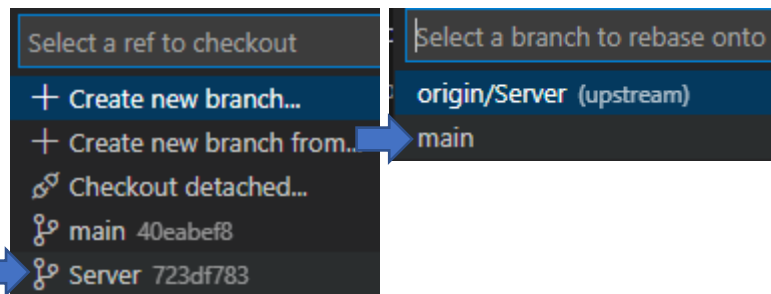 Select a ref to checkout
+ Create new branch...
+ Create new branch from...
Checkout detached...
main 40eabef8
Server 723df783
Select a branch to rebase onto
origin/Server (upstream)
main